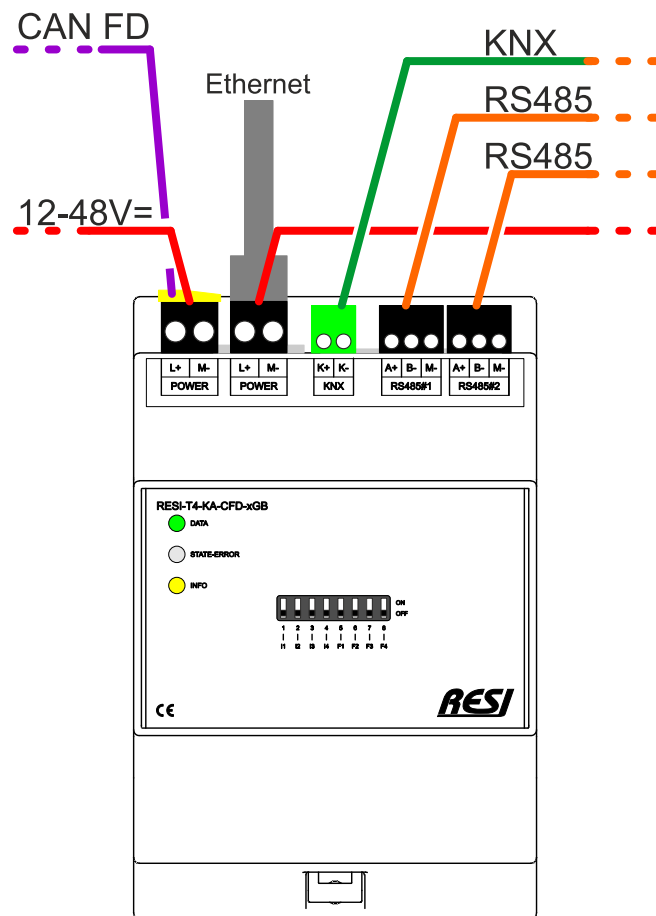 CAN FD
KNX
Ethernet
RS485
RS485
12-48V=
L+ M- L+ M- K+ K- A+ B- M- A+ B- M-
POWER POWER KNX RS485#1 RS485#2
RESI-T4-KA-CFD-xGB
DATA
STATE-ERROR
INFO
ON
OFF
1 2 3 4 5 6 7 8
I1 I2 I3 I4 F1 F2 F3 F4
CE
RESI